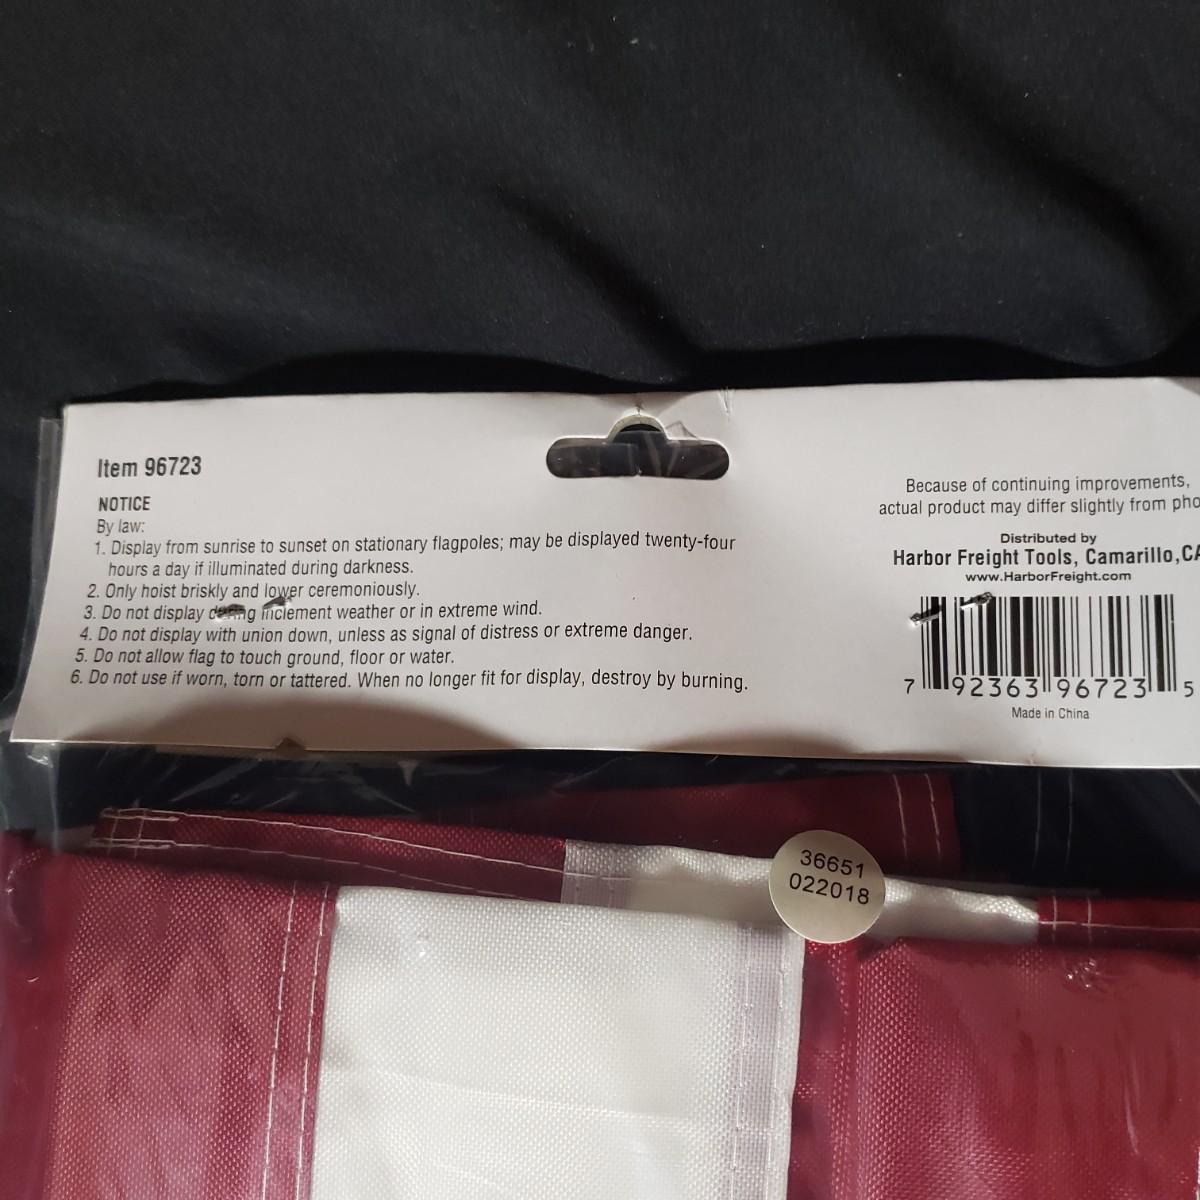 Item 96723
NOTICE
By law:
1. Display from sunrise to sunset on stationary flagpoles; may be displayed twenty-four
hours a day if illuminated during darkness.
2. Only hoist briskly and lower ceremoniously.
3. Do not display during inclement weather or in extreme wind.
4. Do not display with union down, unless as signal of distress or extreme danger.
5. Do not allow flag to touch ground, floor or water.
6. Do not use if worn, torn or tattered. When no longer fit for display, destroy by burning.
Because of continuing improvements,
actual product may differ slightly from pho
Distributed by
Harbor Freight Tools, Camarillo, CA
www.HarborFreight.com
7 92363 96723 5
Made in China
36651
022018